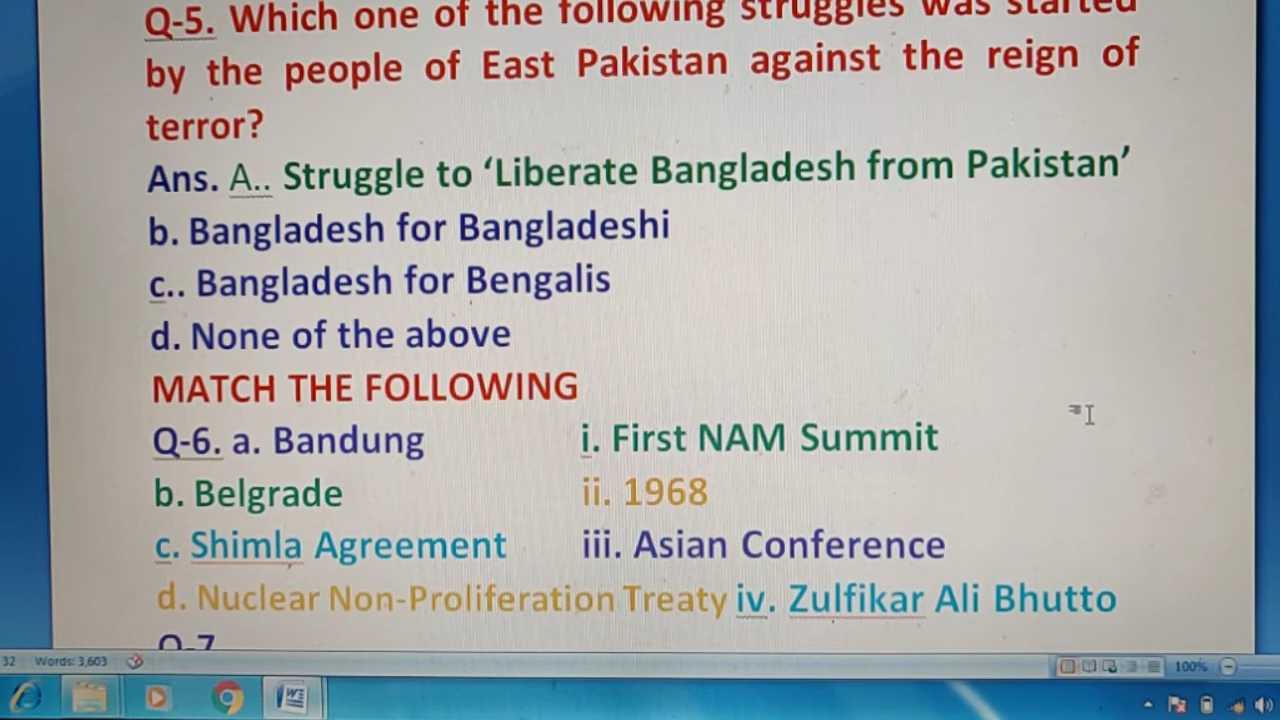 Q-5. Which one of the following struggles was started
by the people of East Pakistan against the reign of
terror?
Ans. A.. Struggle to ‘Liberate Bangladesh from Pakistan’
b. Bangladesh for Bangladeshi
c.. Bangladesh for Bengalis
d. None of the above
MATCH THE FOLLOWING
Q-6. a. Bandung i. First NAM Summit
b. Belgrade ii. 1968
c. Shimla Agreement iii. Asian Conference
d. Nuclear Non-Proliferation Treaty iv. Zulfikar Ali Bhutto
Q-7
32 Words: 3,603 100%